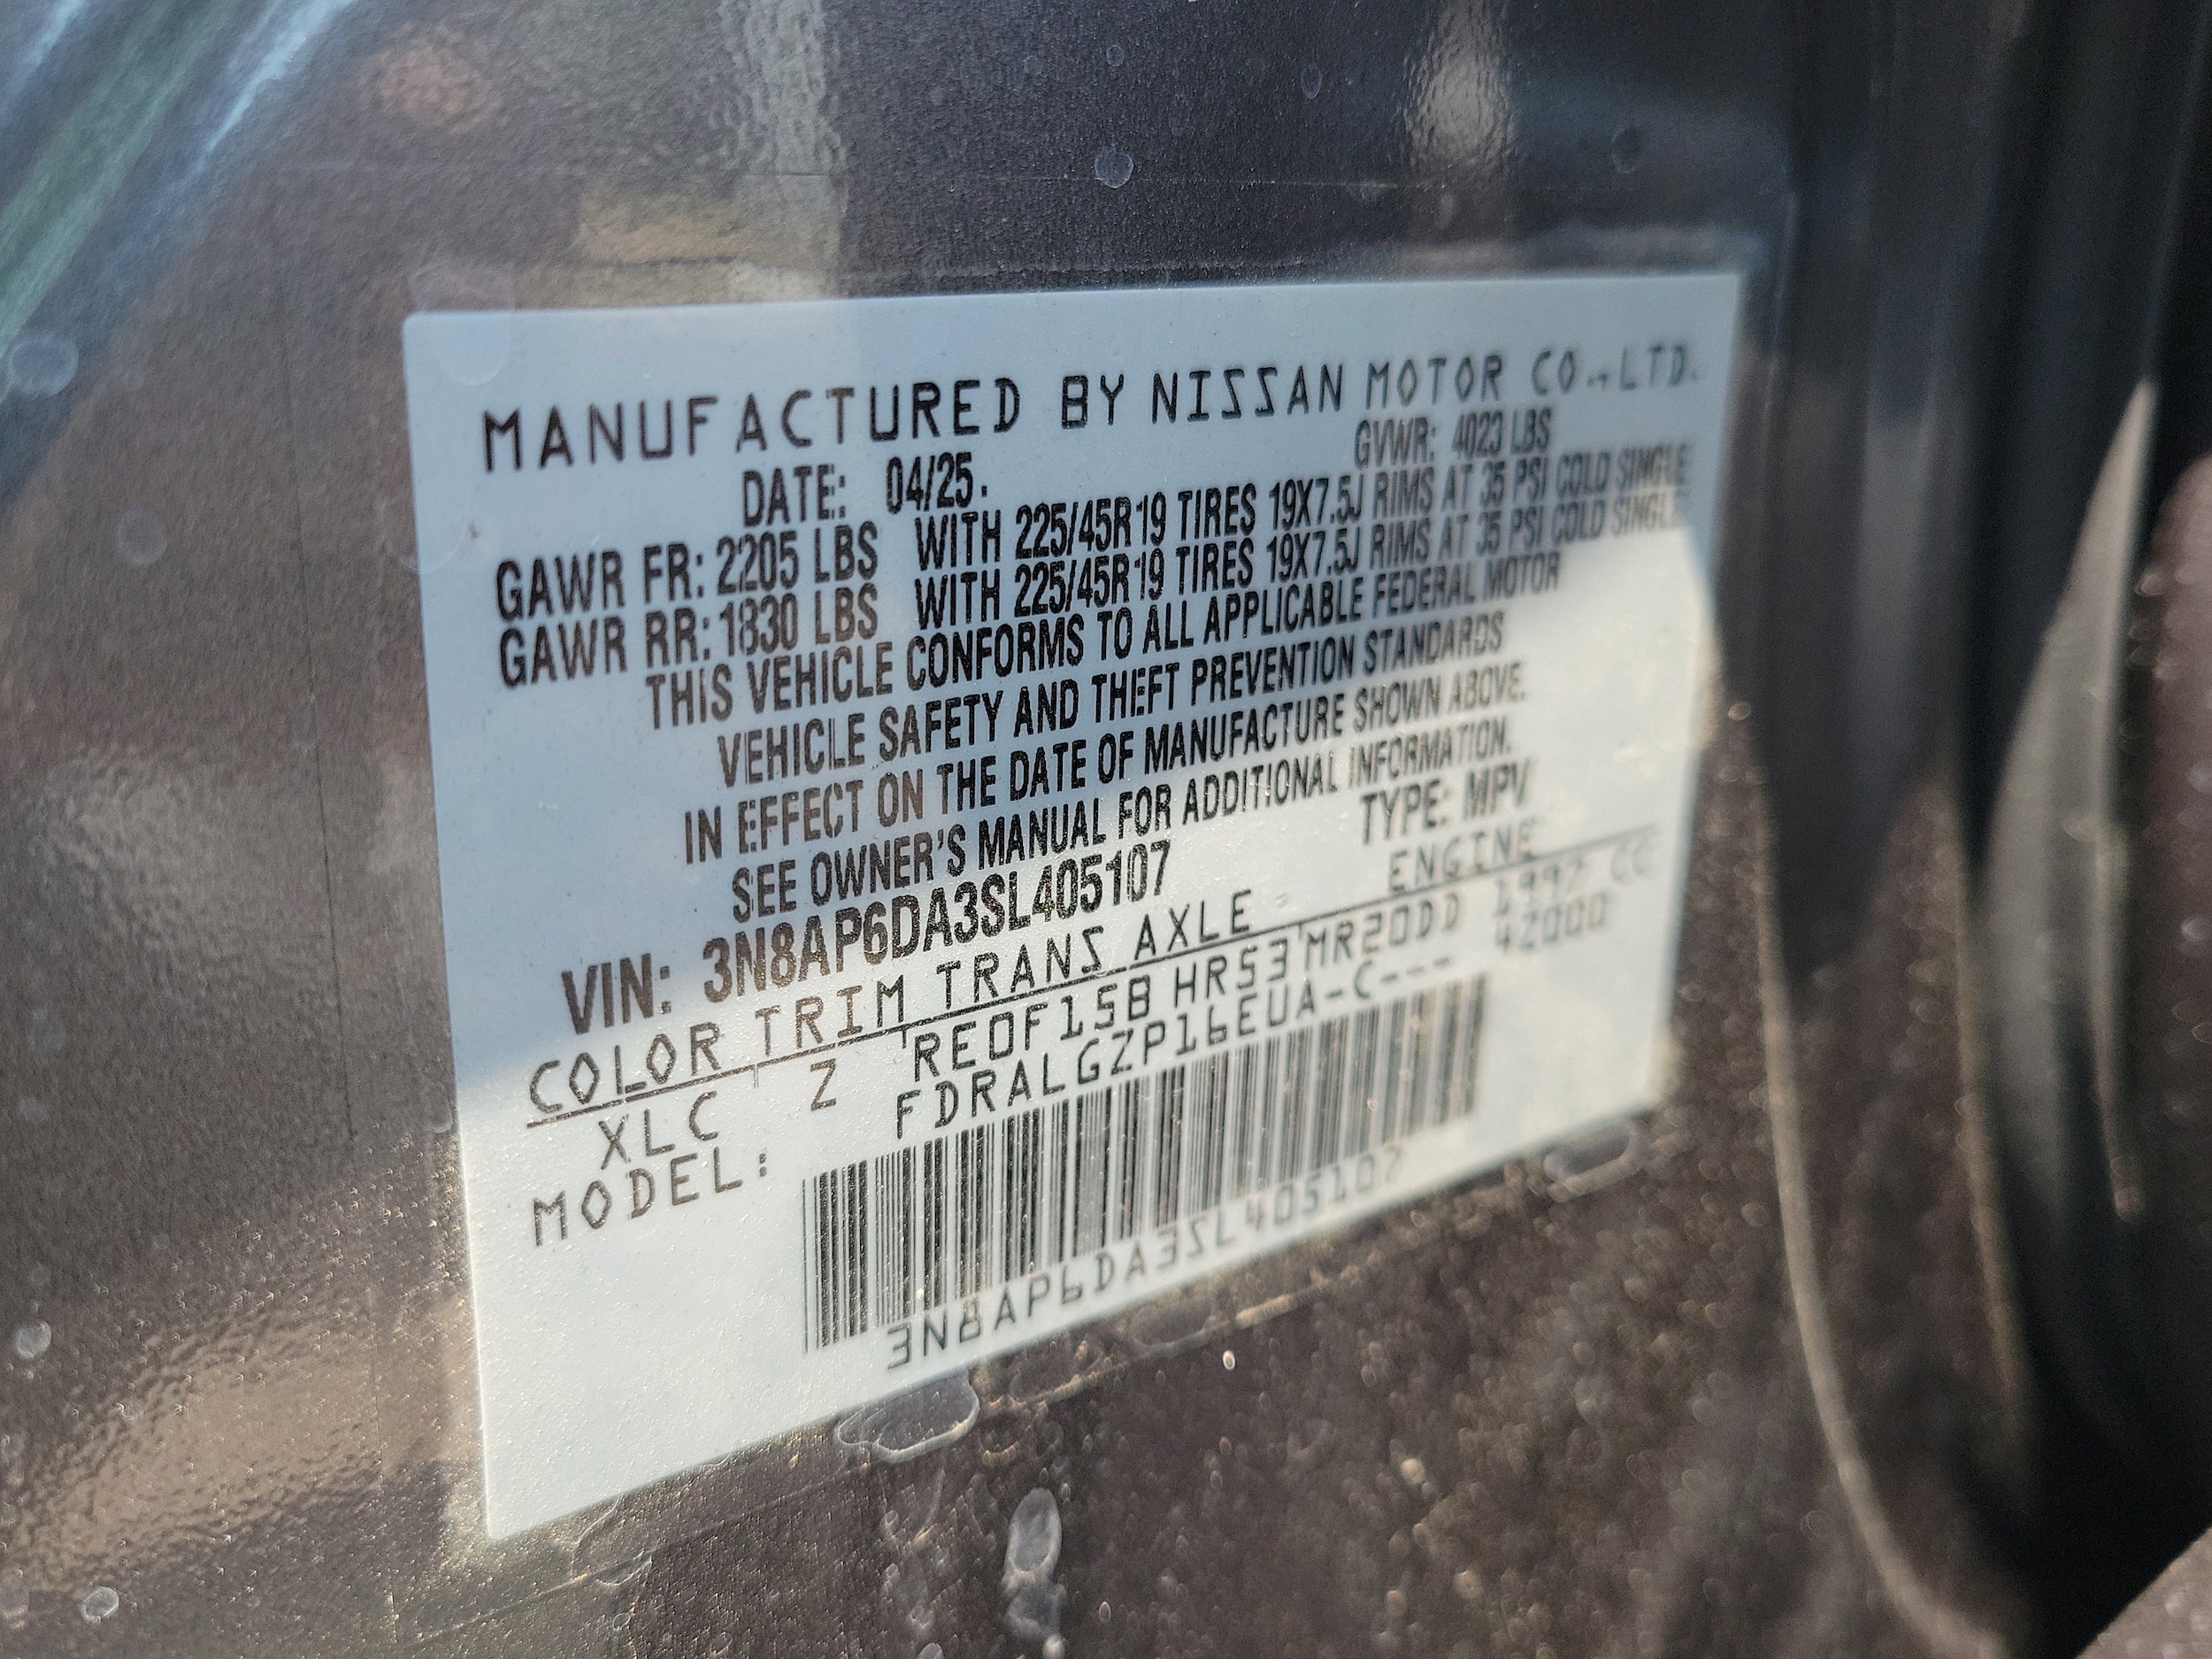 MANUFACTURED BY NISSAN MOTOR CO.,LTD.
DATE: 04/25. GVWR: 4023 LBS
GAWR FR: 2205 LBS WITH 225/45R19 TIRES 19X7.5J RIMS AT 35 PSI COLD SINGLE
GAWR RR: 1830 LBS WITH 225/45R19 TIRES 19X7.5J RIMS AT 35 PSI COLD SINGLE
THIS VEHICLE CONFORMS TO ALL APPLICABLE FEDERAL MOTOR
VEHICLE SAFETY AND THEFT PREVENTION STANDARDS
IN EFFECT ON THE DATE OF MANUFACTURE SHOWN ABOVE.
SEE OWNER'S MANUAL FOR ADDITIONAL INFORMATION.
VIN: 3N8AP6DA3SL405107 TYPE: MPV
COLOR TRIM TRANS AXLE ENGINE
XLC Z RE0F15B HR53 MR20DD 1997 CC
MODEL: FDRALGZP16EUA-C--- 42000
3N8AP6DA3SL405107